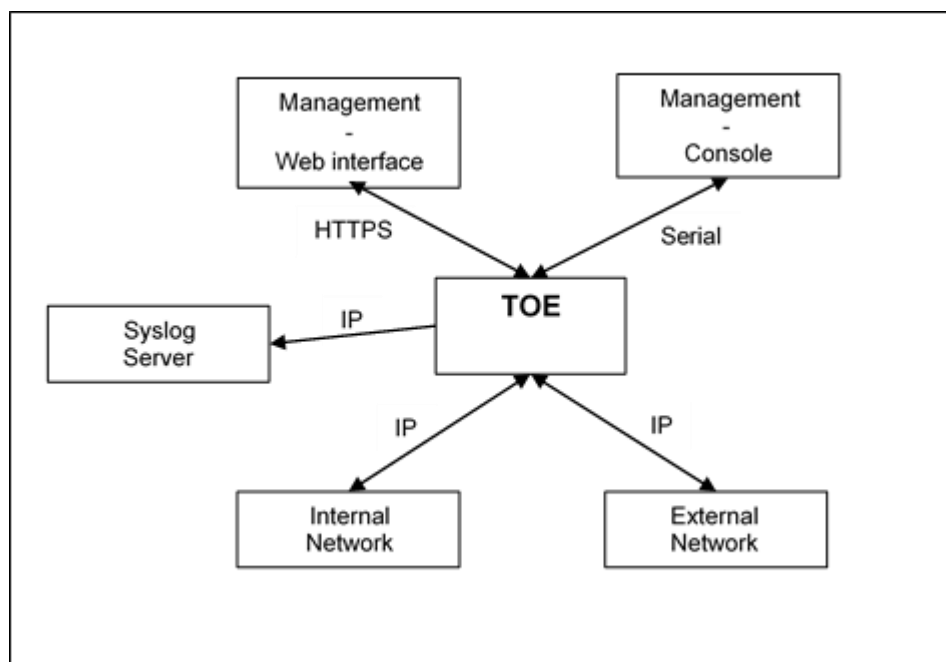 Management
-
Web interface
Management
-
Console
HTTPS
Serial
TOE
IP
Syslog
Server
IP
IP
Internal
Network
External
Network